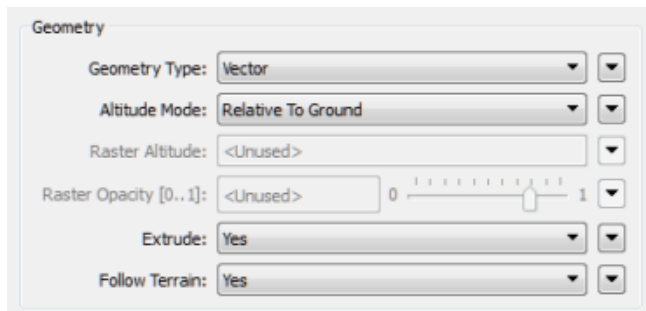 Geometry
Geometry Type: Vector
Altitude Mode: Relative To Ground
Raster Altitude: <Unused>
Raster Opacity [0..1]: <Unused> 0 1
Extrude: Yes
Follow Terrain: Yes